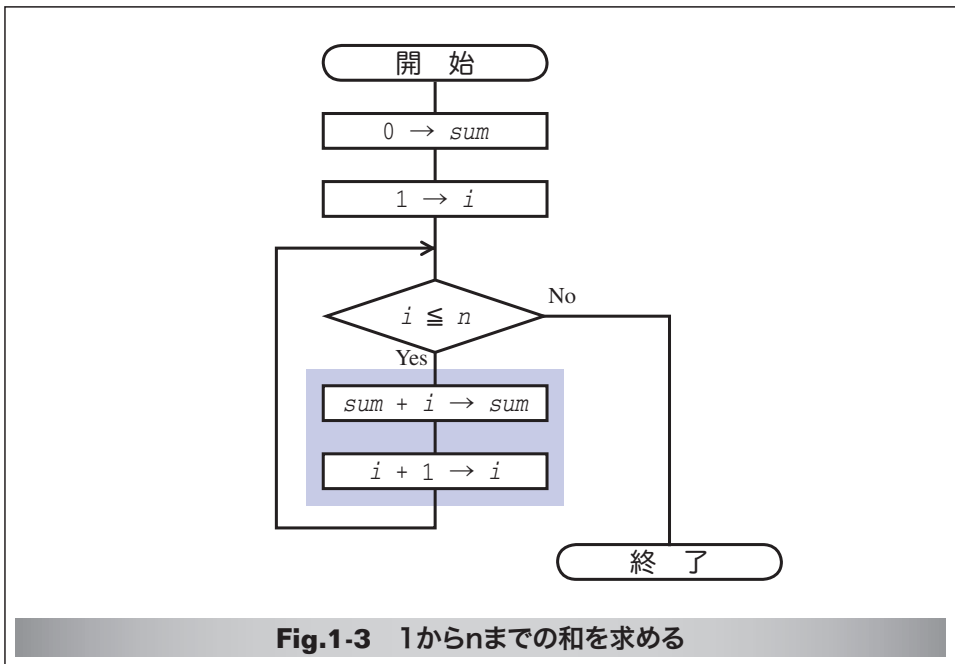 開 始
0 → sum
1 → i
i ≦ n
No
Yes
sum + i → sum
i + 1 → i
終 了
Fig.1-3 1からnまでの和を求める